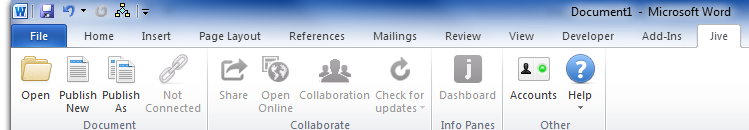 Document1 - Microsoft Word
File Home Insert Page Layout References Mailings Review View Developer Add-Ins Jive
Open Publish New Publish As Not Connected Share Open Online Collaboration Check for updates Dashboard Accounts Help
Document Collaborate Info Panes Other